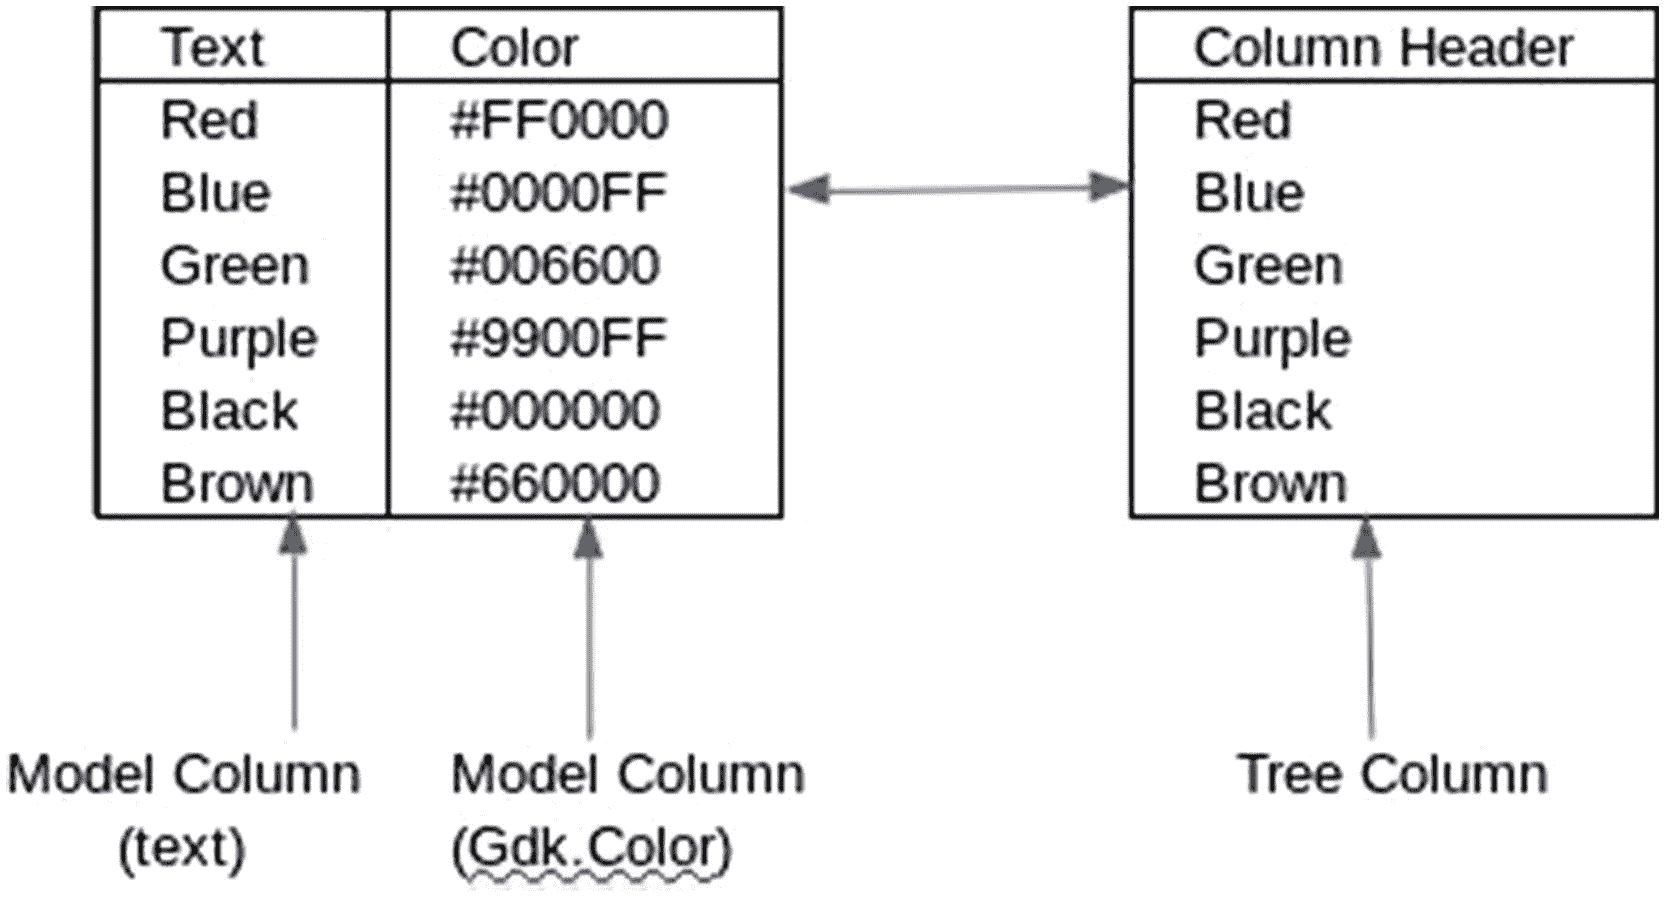 Text Color Column Header
Red #FF0000 Red
Blue #0000FF Blue
Green #006600 Green
Purple #9900FF Purple
Black #000000 Black
Brown #660000 Brown
Model Column Model Column Tree Column
(text) (Gdk.Color)